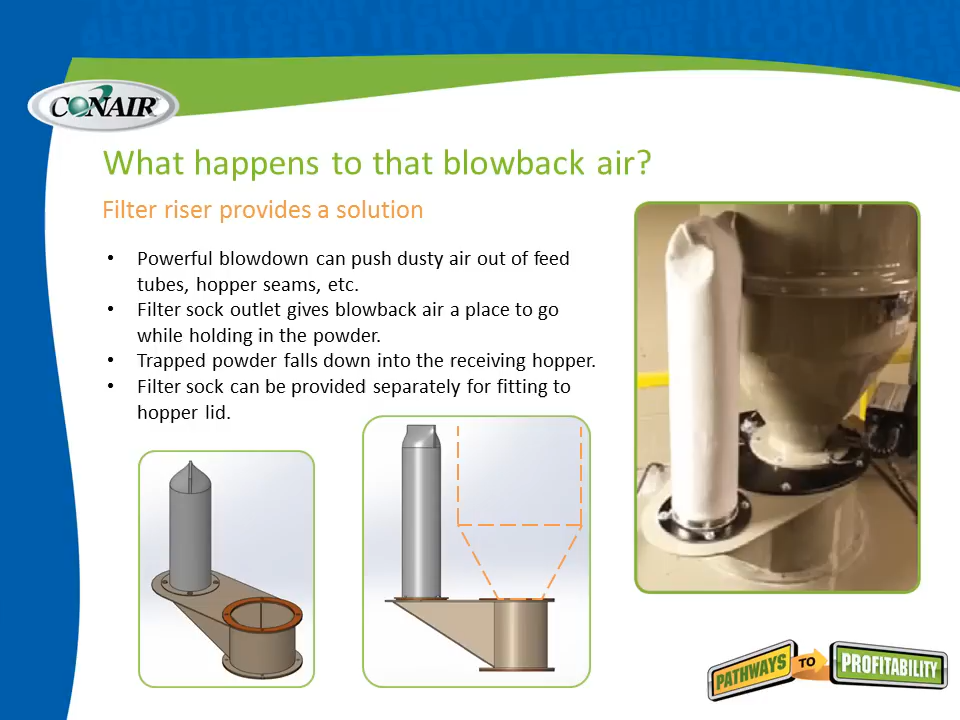 CONAIR
What happens to that blowback air?
Filter riser provides a solution
• Powerful blowdown can push dusty air out of feed
tubes, hopper seams, etc.
• Filter sock outlet gives blowback air a place to go
while holding in the powder.
• Trapped powder falls down into the receiving hopper.
• Filter sock can be provided separately for fitting to
hopper lid.
PATHWAYS TO PROFITABILITY